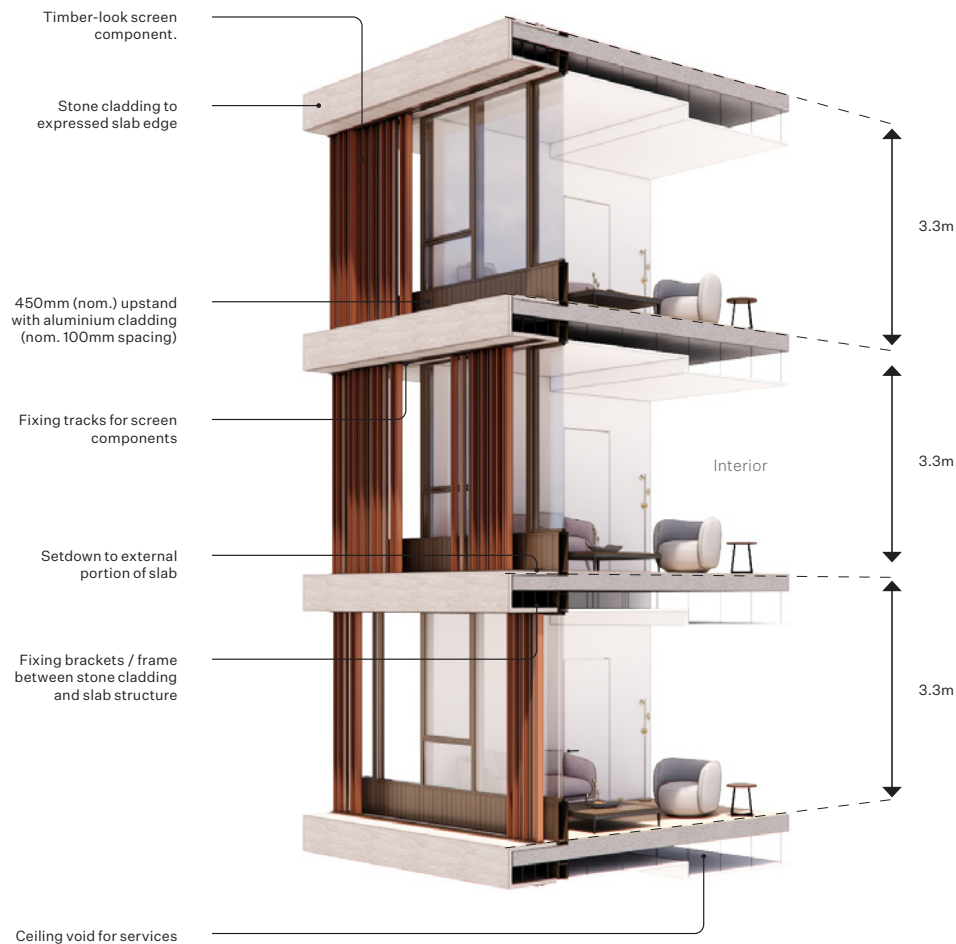 Timber-look screen
component.
Stone cladding to
expressed slab edge
3.3m
450mm (nom.) upstand
with aluminium cladding
(nom. 100mm spacing)
Fixing tracks for screen
components
Interior
3.3m
Setdown to external
portion of slab
Fixing brackets / frame
between stone cladding
and slab structure
3.3m
Ceiling void for services